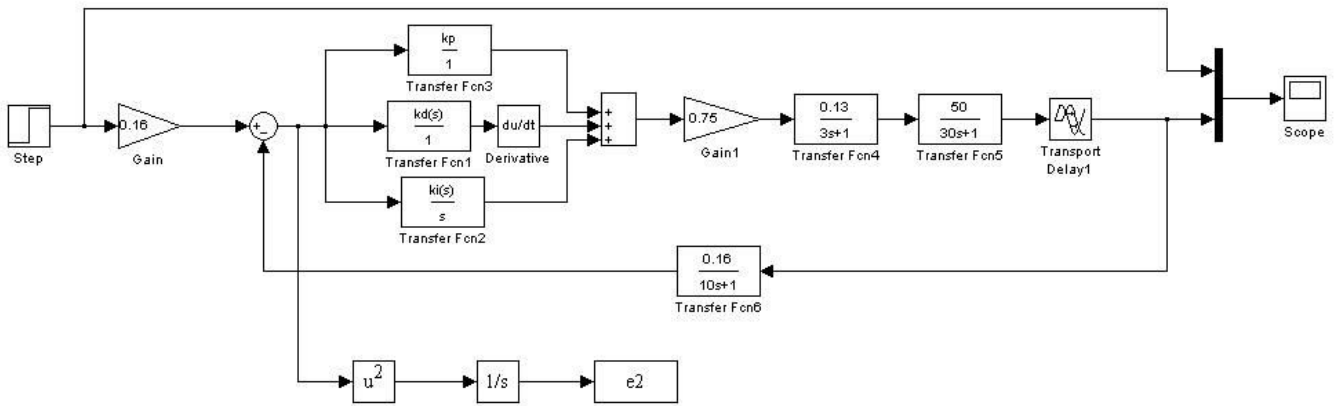 kp
1
Transfer Fcn3
Step
0.16
Gain
+
-
kd(s)
1
Transfer Fcn1
du/dt
Derivative
ki(s)
s
Transfer Fcn2
+
+
+
0.75
Gain1
0.13
3s+1
Transfer Fcn4
50
30s+1
Transfer Fcn5
Transport
Delay1
Scope
0.16
10s+1
Transfer Fcn6
u2
1/s
e2